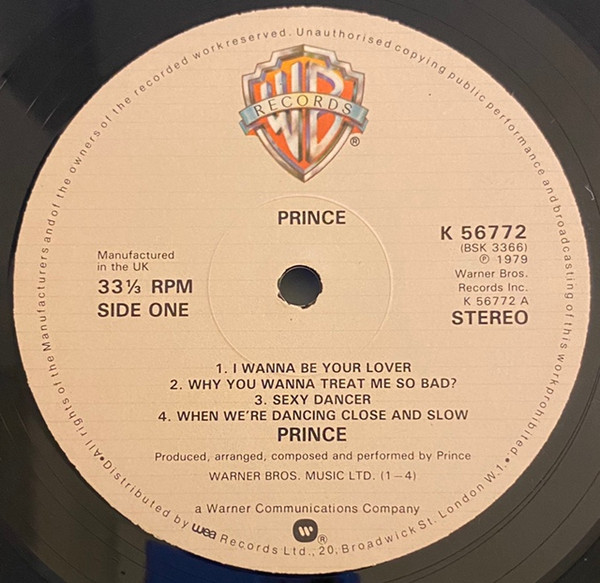 All rights of the Manufacturers and of the owners of the recorded work reserved. Unauthorised copying public performance and broadcasting of this work prohibited.
WB
RECORDS
®
PRINCE
K 56772
(BSK 3366)
℗ 1979
Warner Bros.
Records Inc.
K 56772 A
STEREO
Manufactured
in the UK
33⅓ RPM
SIDE ONE
1. I WANNA BE YOUR LOVER
2. WHY YOU WANNA TREAT ME SO BAD?
3. SEXY DANCER
4. WHEN WE'RE DANCING CLOSE AND SLOW
PRINCE
Produced, arranged, composed and performed by Prince
WARNER BROS. MUSIC LTD. (1–4)
a Warner Communications Company
®
• Distributed by wea Records Ltd., 20, Broadwick St. London W.1. •